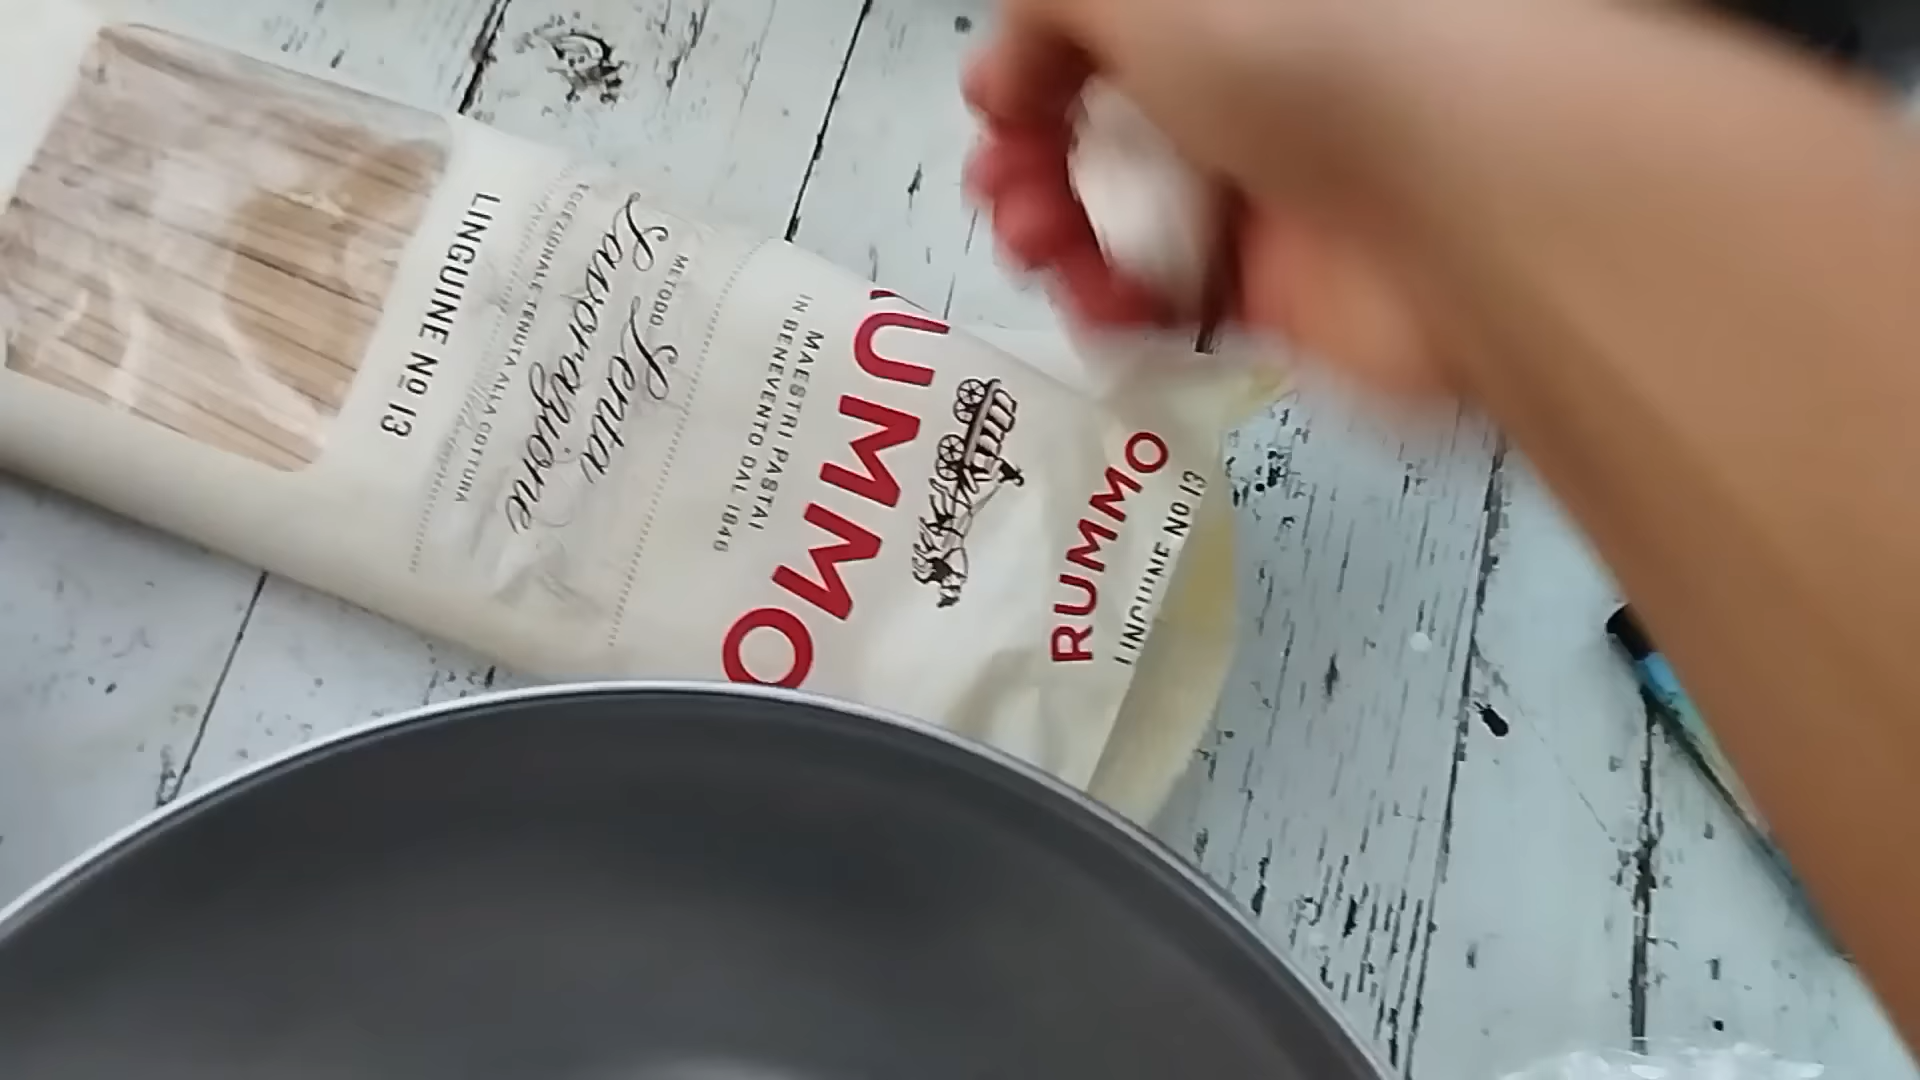 RUMMO
LINGUINE No 13
UMMO
MAESTRI PASTAI
IN BENEVENTO DAL 1846
METODO
Lenta
Lavorazione
ECCEZIONALE TENUTA ALLA COTTURA
LINGUINE No 13